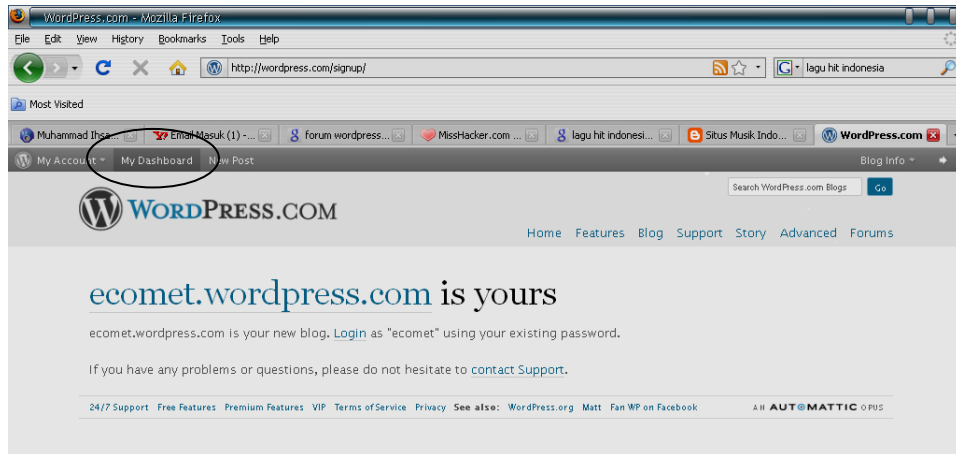 WordPress.com - Mozilla Firefox
File Edit View History Bookmarks Tools Help
http://wordpress.com/signup/ G lagu hit indonesia
Most Visited
Muhammad Ihsa... Email Masuk (1) -... forum wordpress... MissHacker.com ... lagu hit indonesi... Situs Musik Indo... WordPress.com
My Account My Dashboard New Post Blog Info
Search WordPress.com Blogs Go
WORDPRESS.COM
Home Features Blog Support Story Advanced Forums
ecomet.wordpress.com is yours
ecomet.wordpress.com is your new blog. Login as "ecomet" using your existing password.
If you have any problems or questions, please do not hesitate to contact Support.
24/7 Support Free Features Premium Features VIP Terms of Service Privacy See also: WordPress.org Matt Fan WP on Facebook AN AUTOMATTIC OPUS